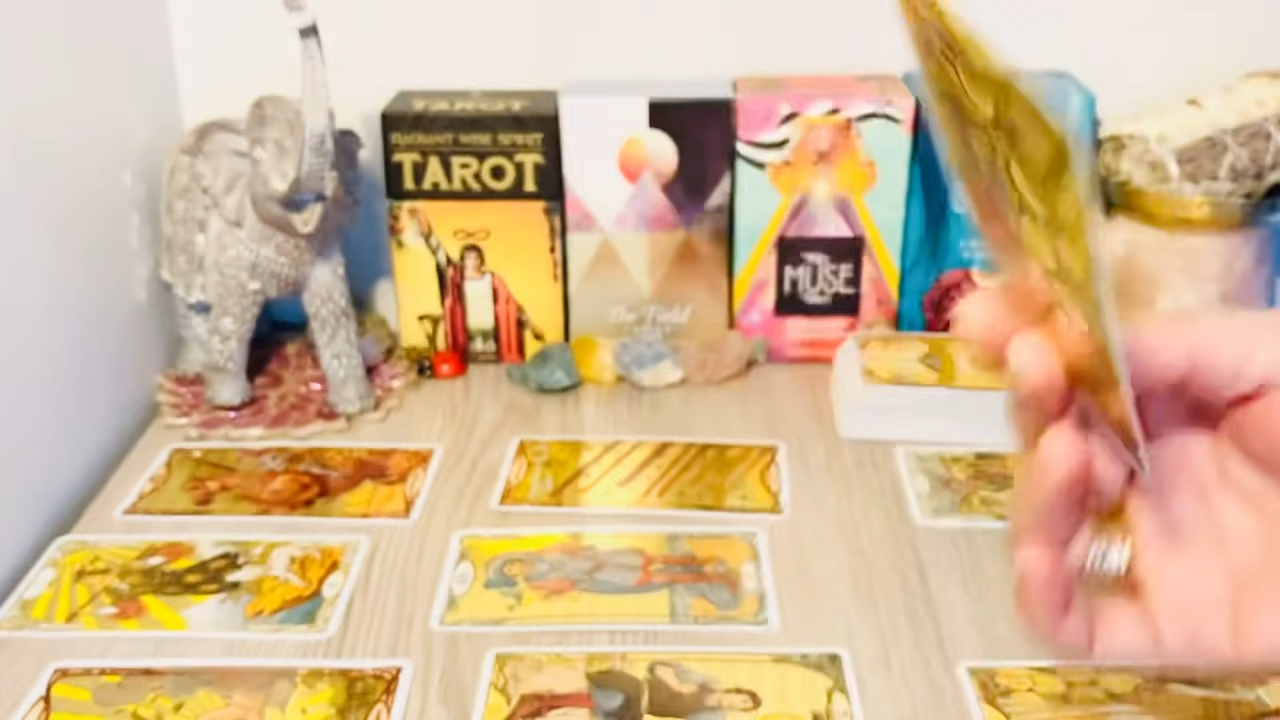 TAROT
RADIANT WISE SPIRIT
TAROT
The Field
THE
MUSE